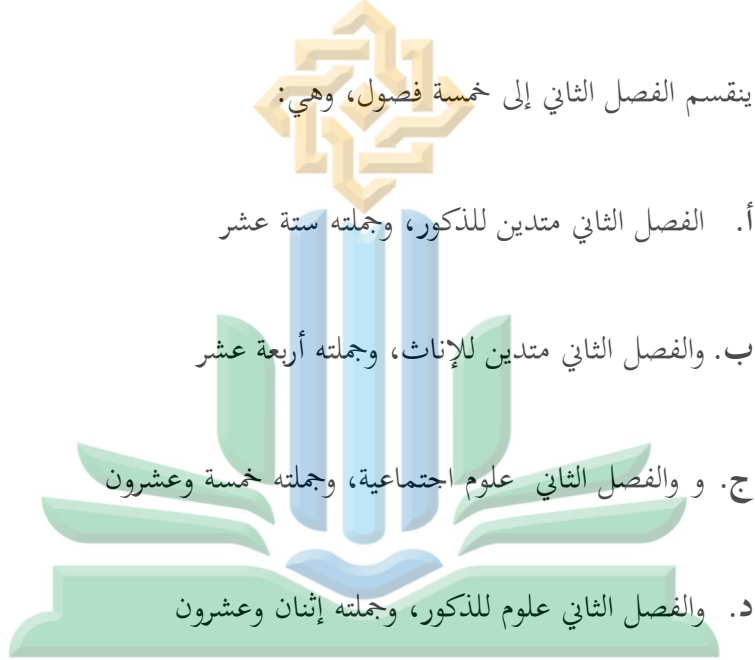 ينقسم الفصل الثاني إلى خمسة فصول، وهي:
أ. الفصل الثاني متدين للذكور، وجملته ستة عشر
ب. والفصل الثاني متدين للإناث، وجملته أربعة عشر
ج. و والفصل الثاني علوم اجتماعية، وجملته خمسة وعشرون
د. والفصل الثاني علوم للذكور، وجملته إثنان وعشرون